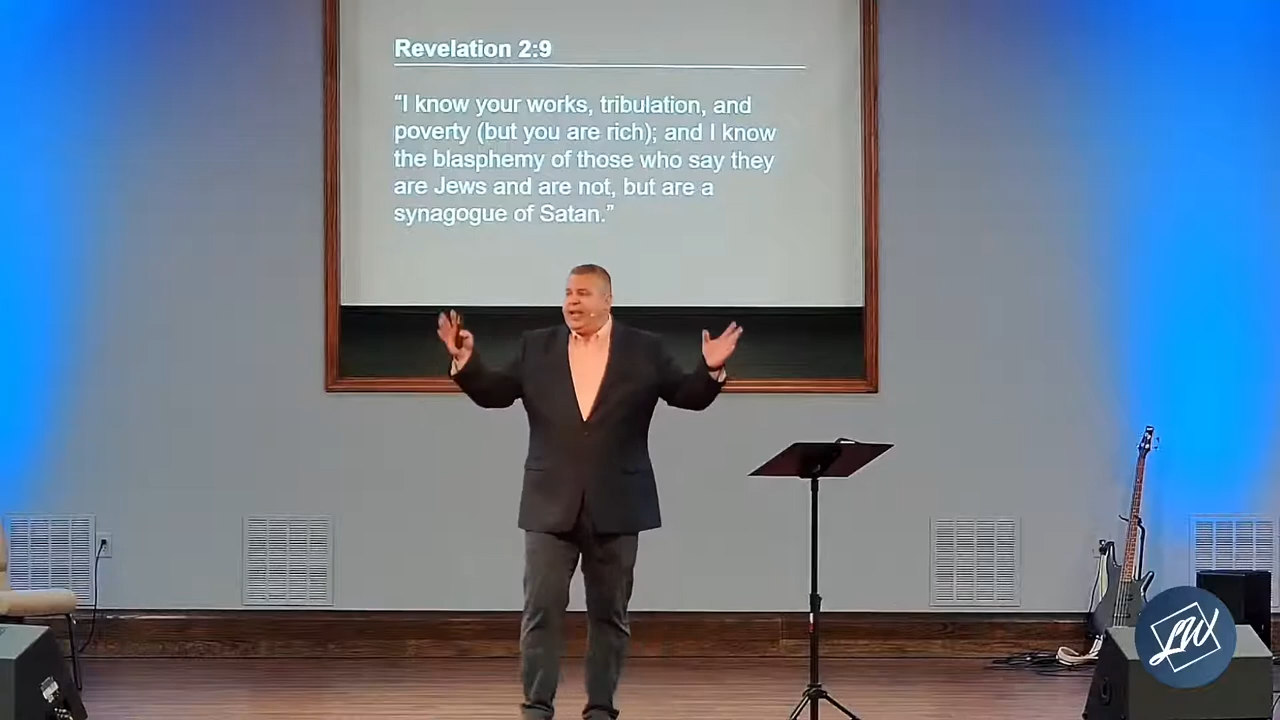 Revelation 2:9
“I know your works, tribulation, and
poverty (but you are rich); and I know
the blasphemy of those who say they
are Jews and are not, but are a
synagogue of Satan.”
LW